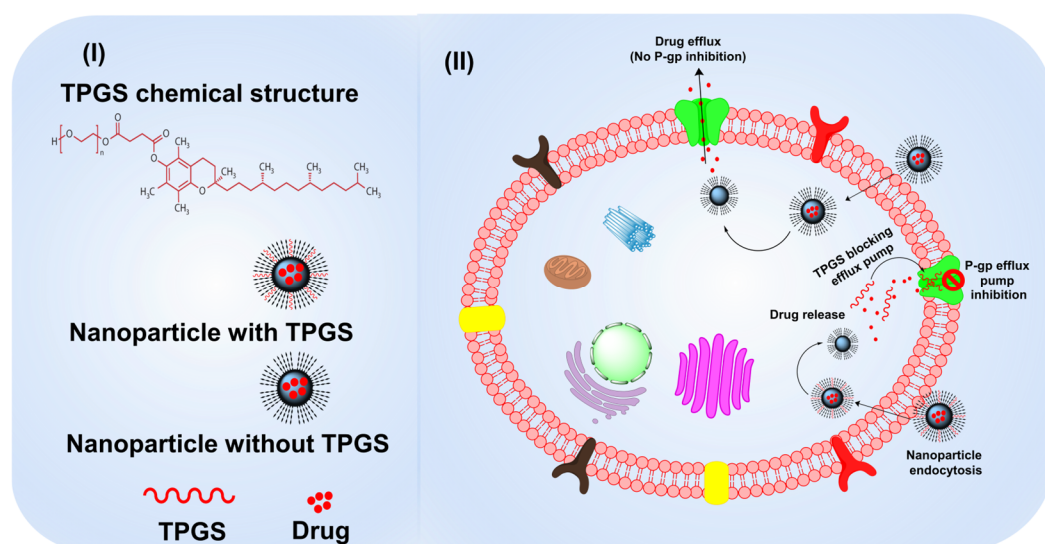 (I)
TPGS chemical structure
H
O
O
n
O
O
O
O
CH₃
CH₃
H₃C
CH₃
O
CH₃
CH₃
CH₃
CH₃
CH₃
Nanoparticle with TPGS
Nanoparticle without TPGS
TPGS
Drug
(II)
Drug efflux
(No P-gp inhibition)
TPGS blocking
efflux pump
P-gp efflux
pump
inhibition
Drug release
Nanoparticle
endocytosis